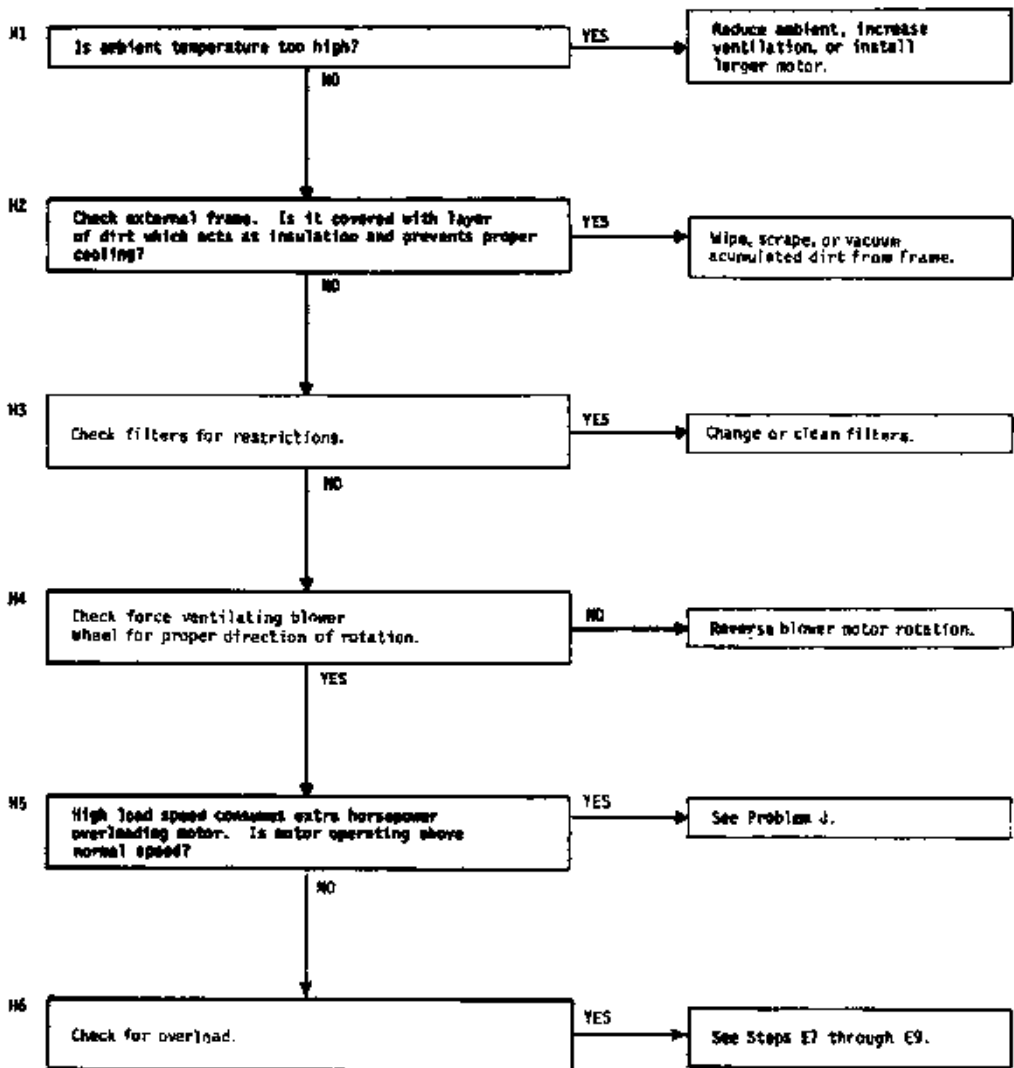 H1
Is ambient temperature too high?
YES
Reduce ambient, increase
ventilation, or install
larger motor.
NO
H2
Check external frame. Is it covered with layer
of dirt which acts as insulation and prevents proper
cooling?
YES
Wipe, scrape, or vacuum
acumulated dirt from frame.
NO
H3
Check filters for restrictions.
YES
Change or clean filters.
NO
H4
Check force ventilating blower
wheel for proper direction of rotation.
NO
Reverse blower motor rotation.
YES
H5
High load speed consumes extra horsepower
overloading motor. Is motor operating above
normal speed?
YES
See Problem J.
NO
H6
Check for overload.
YES
See Steps E7 through E9.